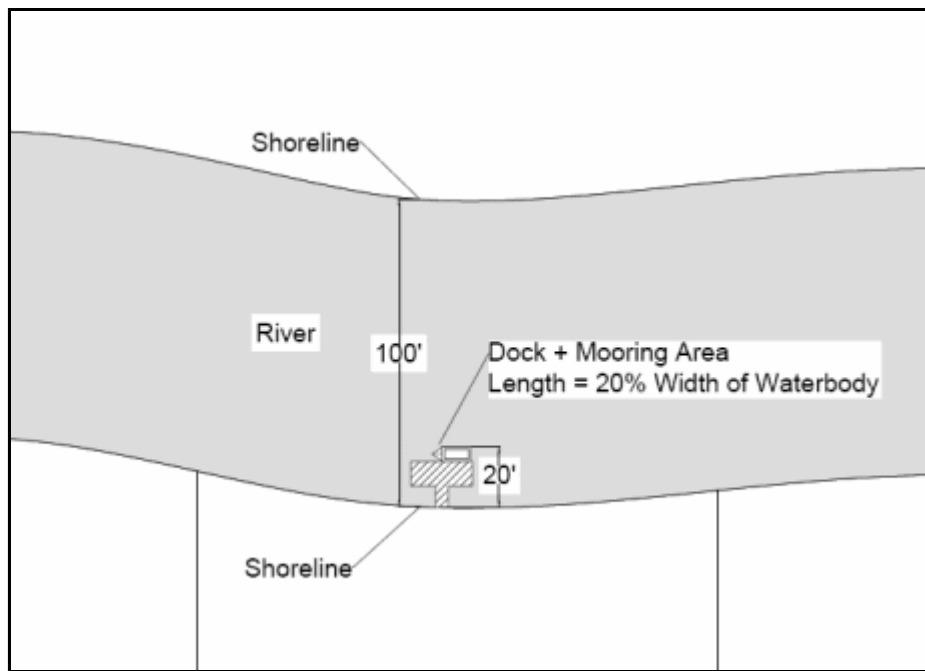 Shoreline
River
100'
Dock + Mooring Area
Length = 20% Width of Waterbody
20'
Shoreline